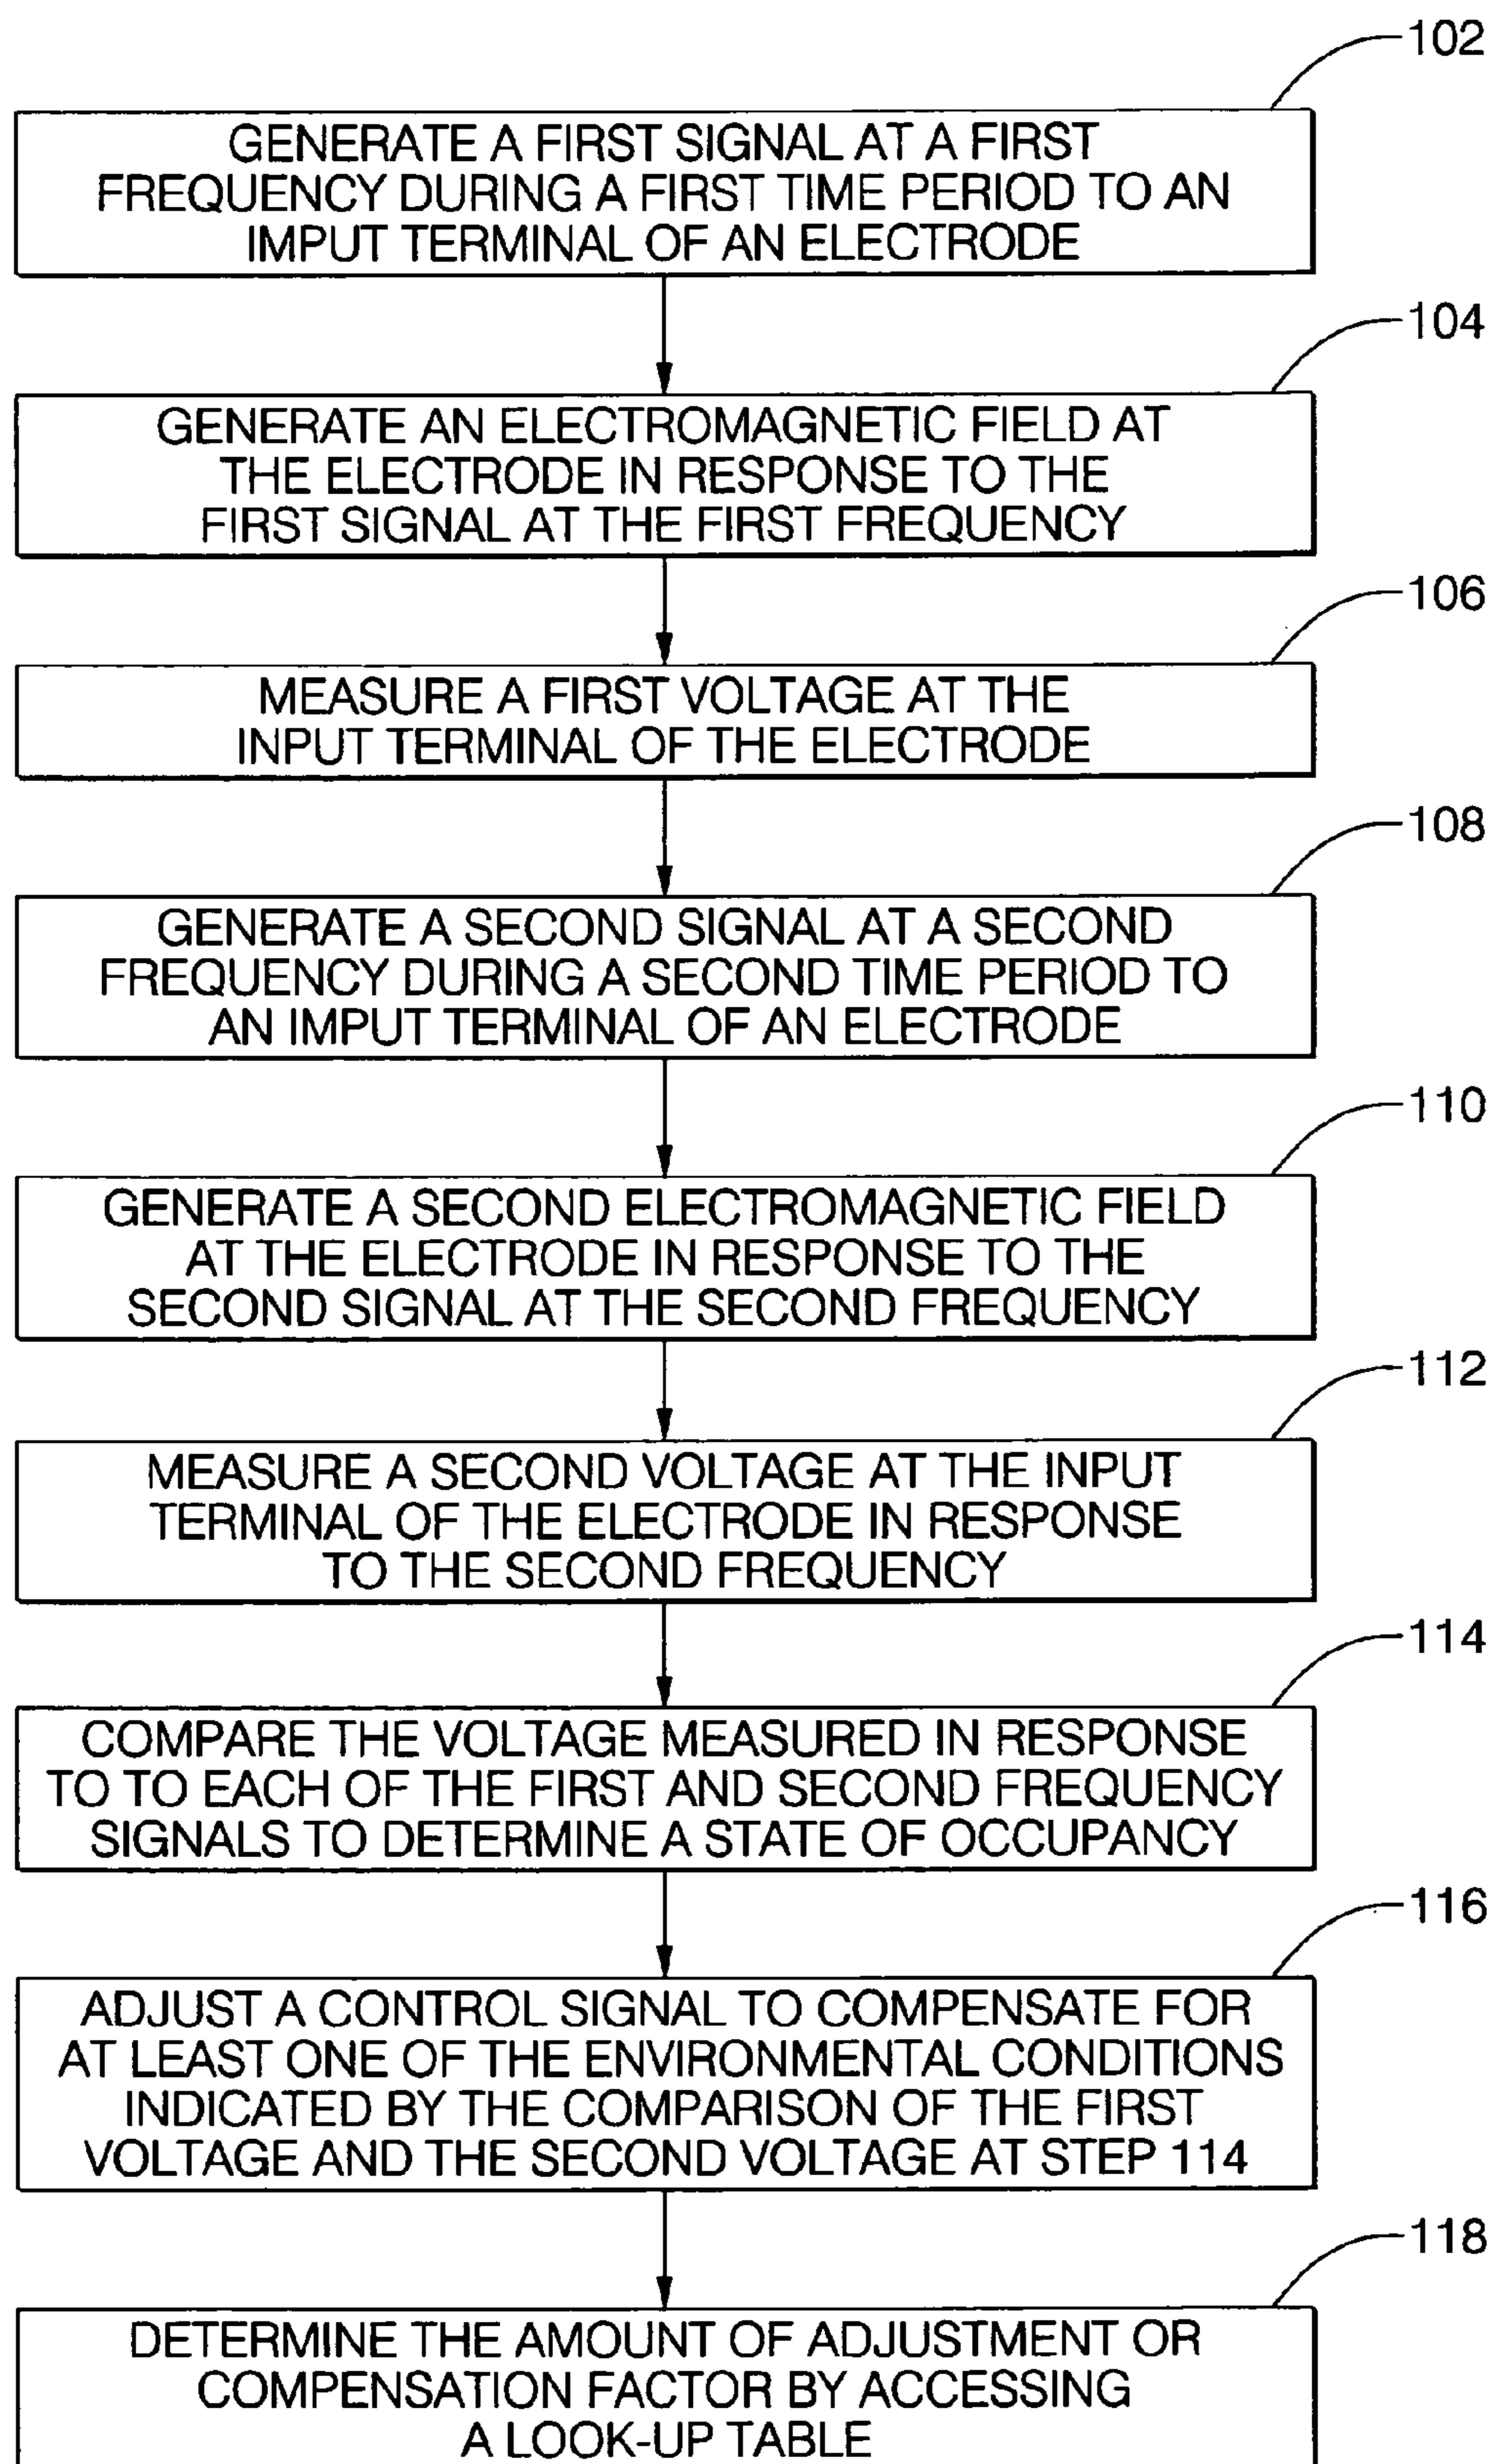 102
GENERATE A FIRST SIGNAL AT A FIRST
FREQUENCY DURING A FIRST TIME PERIOD TO AN
IMPUT TERMINAL OF AN ELECTRODE
104
GENERATE AN ELECTROMAGNETIC FIELD AT
THE ELECTRODE IN RESPONSE TO THE
FIRST SIGNAL AT THE FIRST FREQUENCY
106
MEASURE A FIRST VOLTAGE AT THE
INPUT TERMINAL OF THE ELECTRODE
108
GENERATE A SECOND SIGNAL AT A SECOND
FREQUENCY DURING A SECOND TIME PERIOD TO
AN IMPUT TERMINAL OF AN ELECTRODE
110
GENERATE A SECOND ELECTROMAGNETIC FIELD
AT THE ELECTRODE IN RESPONSE TO THE
SECOND SIGNAL AT THE SECOND FREQUENCY
112
MEASURE A SECOND VOLTAGE AT THE INPUT
TERMINAL OF THE ELECTRODE IN RESPONSE
TO THE SECOND FREQUENCY
114
COMPARE THE VOLTAGE MEASURED IN RESPONSE
TO TO EACH OF THE FIRST AND SECOND FREQUENCY
SIGNALS TO DETERMINE A STATE OF OCCUPANCY
116
ADJUST A CONTROL SIGNAL TO COMPENSATE FOR
AT LEAST ONE OF THE ENVIRONMENTAL CONDITIONS
INDICATED BY THE COMPARISON OF THE FIRST
VOLTAGE AND THE SECOND VOLTAGE AT STEP 114
118
DETERMINE THE AMOUNT OF ADJUSTMENT OR
COMPENSATION FACTOR BY ACCESSING
A LOOK-UP TABLE